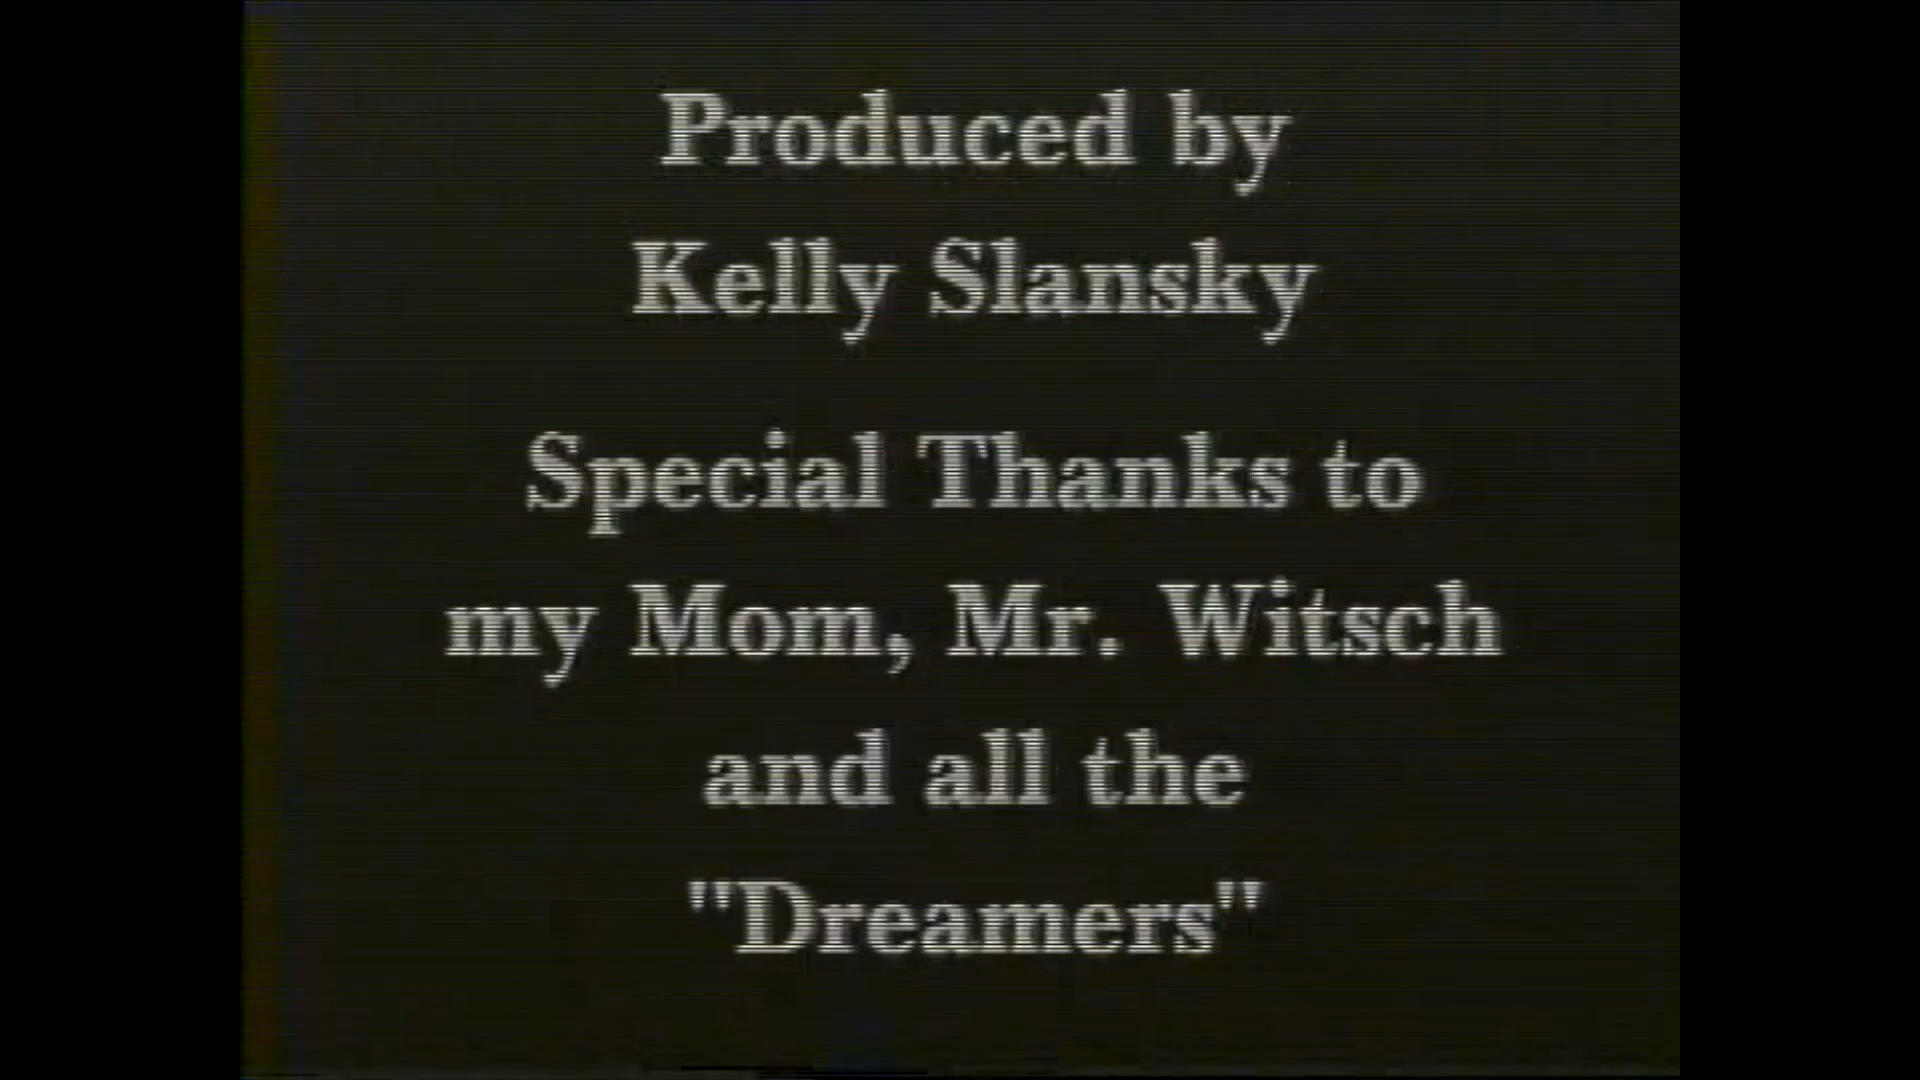 Produced by
Kelly Slansky
Special Thanks to
my Mom, Mr. Witsch
and all the
"Dreamers"